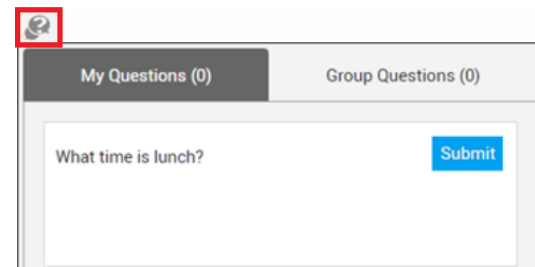 My Questions (0)
Group Questions (0)
What time is lunch?
Submit